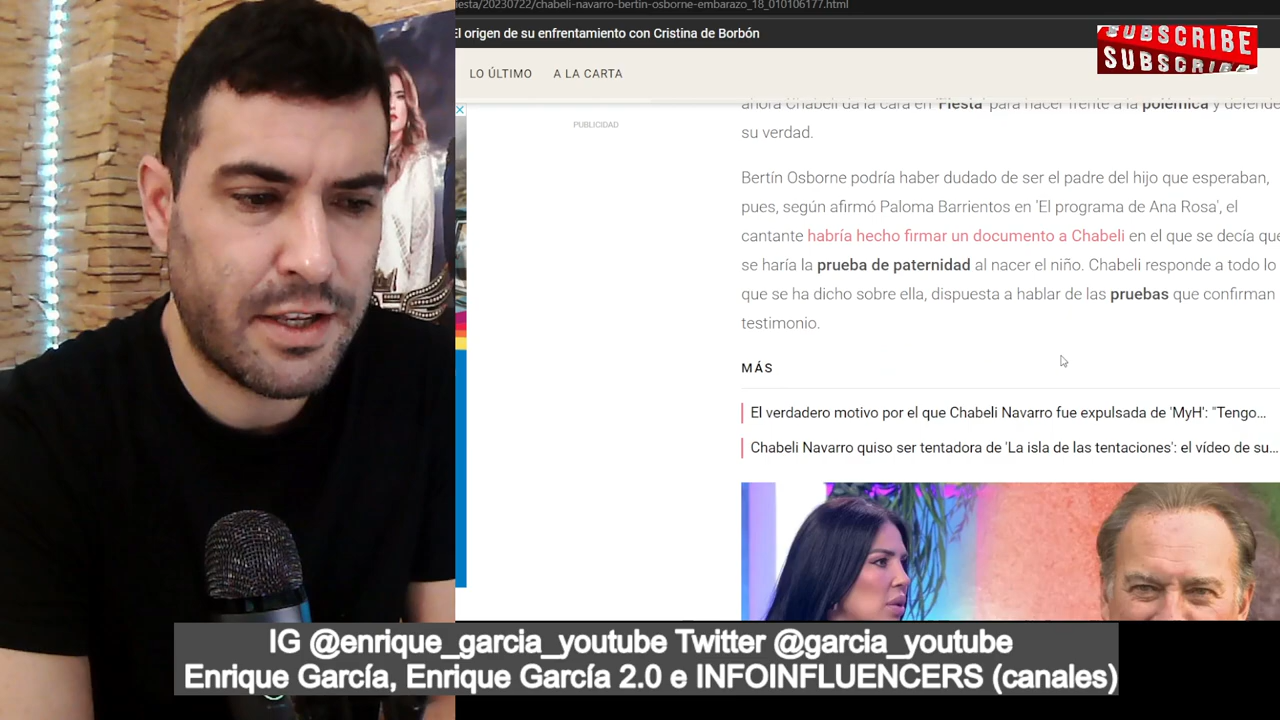 iesta/20230722/chabeli-navarro-bertin-osborne-embarazo_18_010106177.html
El origen de su enfrentamiento con Cristina de Borbón
SUBSCRIBE
SUBSCRIBE
LO ÚLTIMO A LA CARTA
PUBLICIDAD
ahora Chabeli da la cara en 'Fiesta' para hacer frente a la polémica y defende
su verdad.
Bertín Osborne podría haber dudado de ser el padre del hijo que esperaban,
pues, según afirmó Paloma Barrientos en 'El programa de Ana Rosa', el
cantante habría hecho firmar un documento a Chabeli en el que se decía que
se haría la prueba de paternidad al nacer el niño. Chabeli responde a todo lo
que se ha dicho sobre ella, dispuesta a hablar de las pruebas que confirman
testimonio.
MÁS
El verdadero motivo por el que Chabeli Navarro fue expulsada de 'MyH': "Tengo...
Chabeli Navarro quiso ser tentadora de 'La isla de las tentaciones': el vídeo de su...
IG @enrique_garcia_youtube Twitter @garcia_youtube
Enrique García, Enrique García 2.0 e INFOINFLUENCERS (canales)